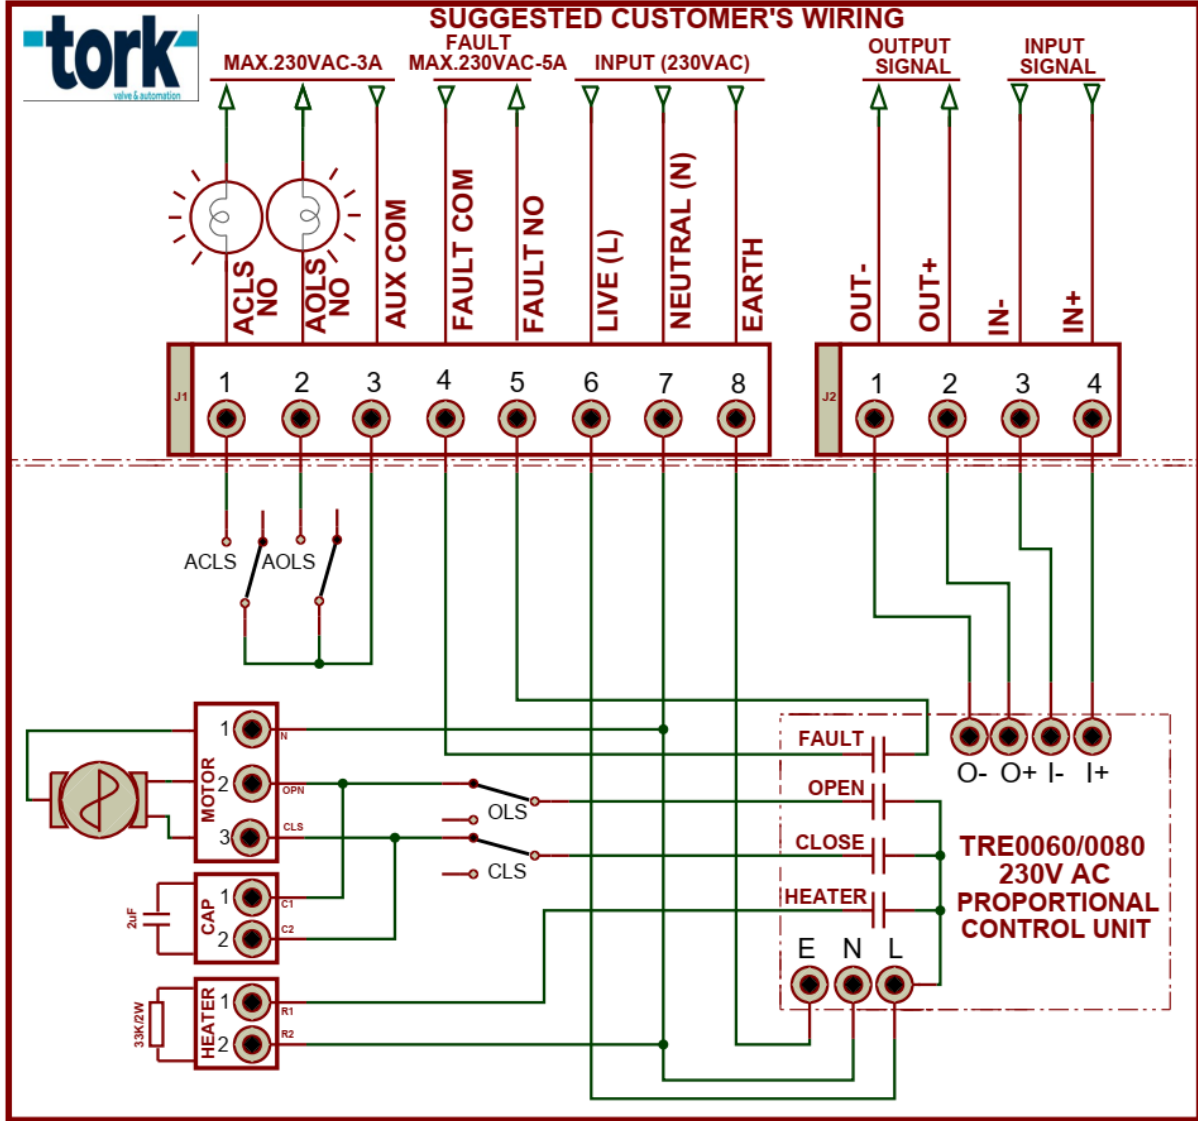 SUGGESTED CUSTOMER'S WIRING
tork
valve & automation
MAX.230VAC-3A
FAULT
MAX.230VAC-5A
INPUT (230VAC)
OUTPUT
SIGNAL
INPUT
SIGNAL
ACLS
NO
AOLS
NO
AUX COM
FAULT COM
FAULT NO
LIVE (L)
NEUTRAL (N)
EARTH
OUT-
OUT+
IN-
IN+
J1
1 2 3 4 5 6 7 8
J2
1 2 3 4
ACLS
AOLS
MOTOR
1
N
2
OPN
3
CLS
OLS
CLS
CAP
2uF
1
C1
2
C2
HEATER
33K/2W
1
R1
2
R2
FAULT
OPEN
CLOSE
HEATER
O- O+ I- I+
E N L
TRE0060/0080
230V AC
PROPORTIONAL
CONTROL UNIT